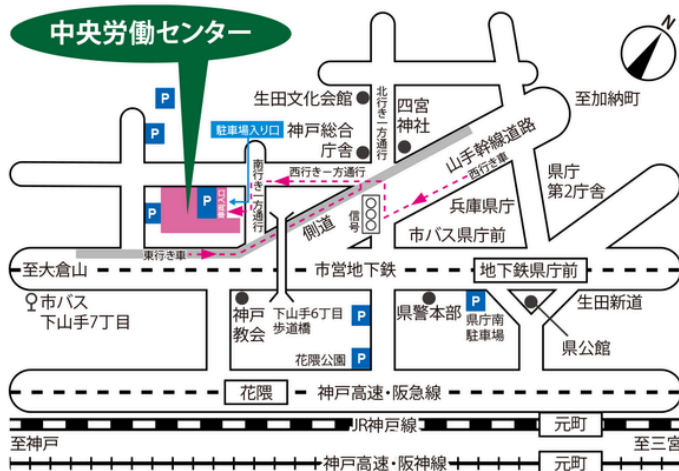 中央労働センター
N
P
P
生田文化会館
北行き一方通行
四宮
神社
至加納町
駐車場入り口
神戸総合
庁舎
山手幹線道路
西行き車
県庁
第2庁舎
南行き一方通行
西行き一方通行
P
P
信号
兵庫県庁
側道
市バス県庁前
東行き車
至大倉山
市営地下鉄
地下鉄県庁前
市バス
下山手7丁目
神戸
教会
下山手6丁目
歩道橋
P
県警本部
P
県庁南
駐車場
生田新道
県公館
花隈公園
P
花隈
神戸高速・阪急線
JR神戸線
元町
至神戸
至三宮
神戸高速・阪神線
元町